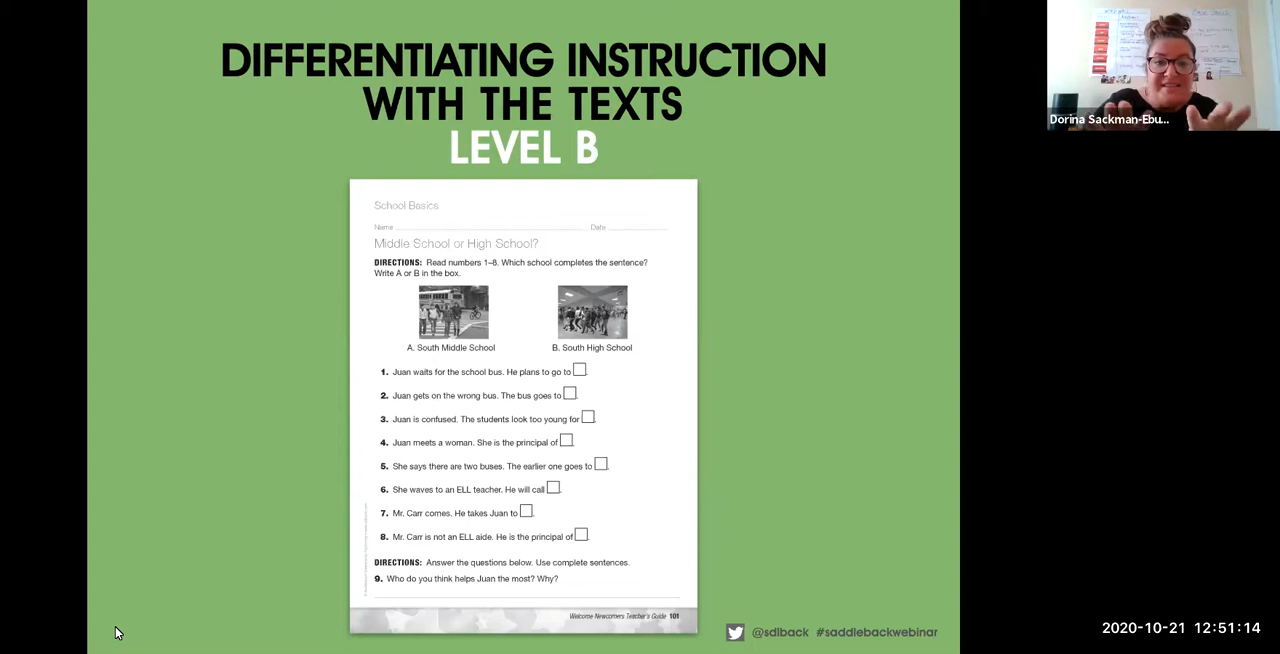 DIFFERENTIATING INSTRUCTION
WITH THE TEXTS
LEVEL B
School Basics
Name
Date
Middle School or High School?
DIRECTIONS: Read numbers 1–8. Which school completes the sentence?
Write A or B in the box.
A. South Middle School
B. South High School
1. Juan waits for the school bus. He plans to go to
2. Juan gets on the wrong bus. The bus goes to
3. Juan is confused. The students look too young for
4. Juan meets a woman. She is the principal of
5. She says there are two buses. The earlier one goes to
6. She waves to an ELL teacher. He will call
7. Mr. Carr comes. He takes Juan to
8. Mr. Carr is not an ELL aide. He is the principal of
DIRECTIONS: Answer the questions below. Use complete sentences.
9. Who do you think helps Juan the most? Why?
Welcome Newcomers Teacher's Guide 101
@sdlback #saddlebackwebinar
Dorina Sackman-Ebu...
2020-10-21 12:51:14